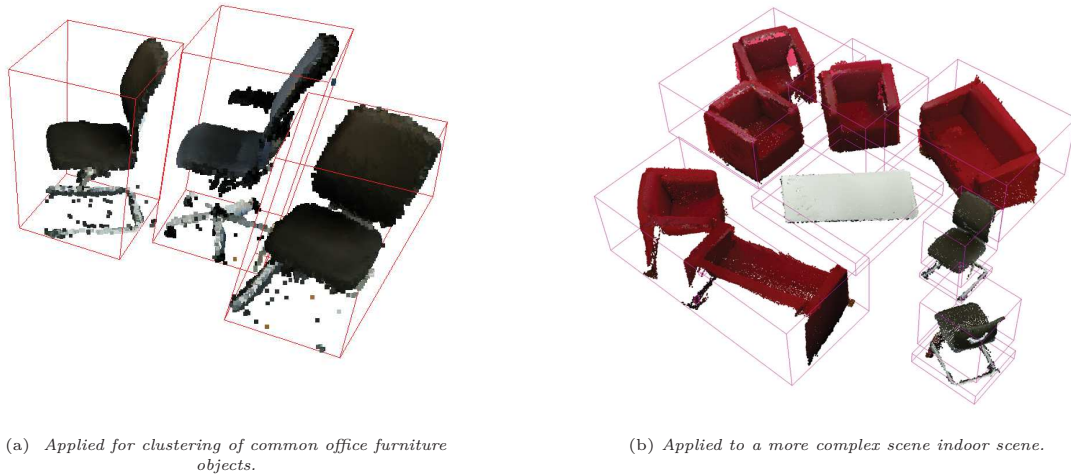 (a) Applied for clustering of common office furniture
objects.
(b) Applied to a more complex scene indoor scene.